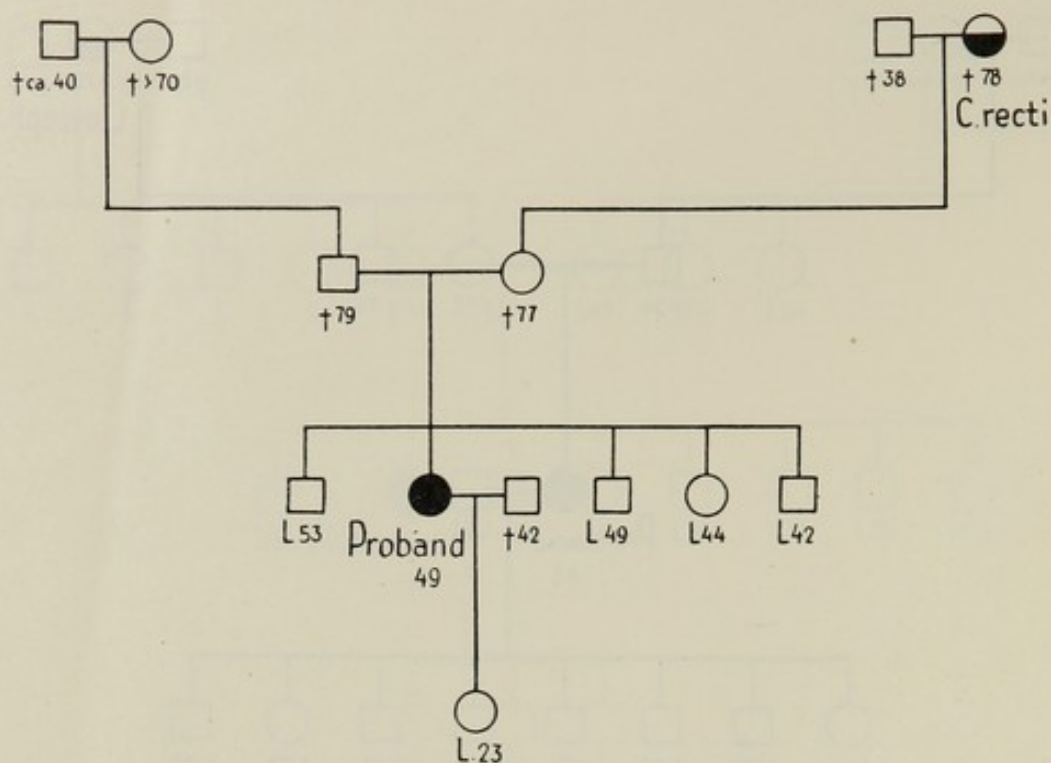 †ca. 40 †>70 †38 †78
C.recti
†79 †77
L 53 Proband †42 L 49 L44 L42
49
L.23